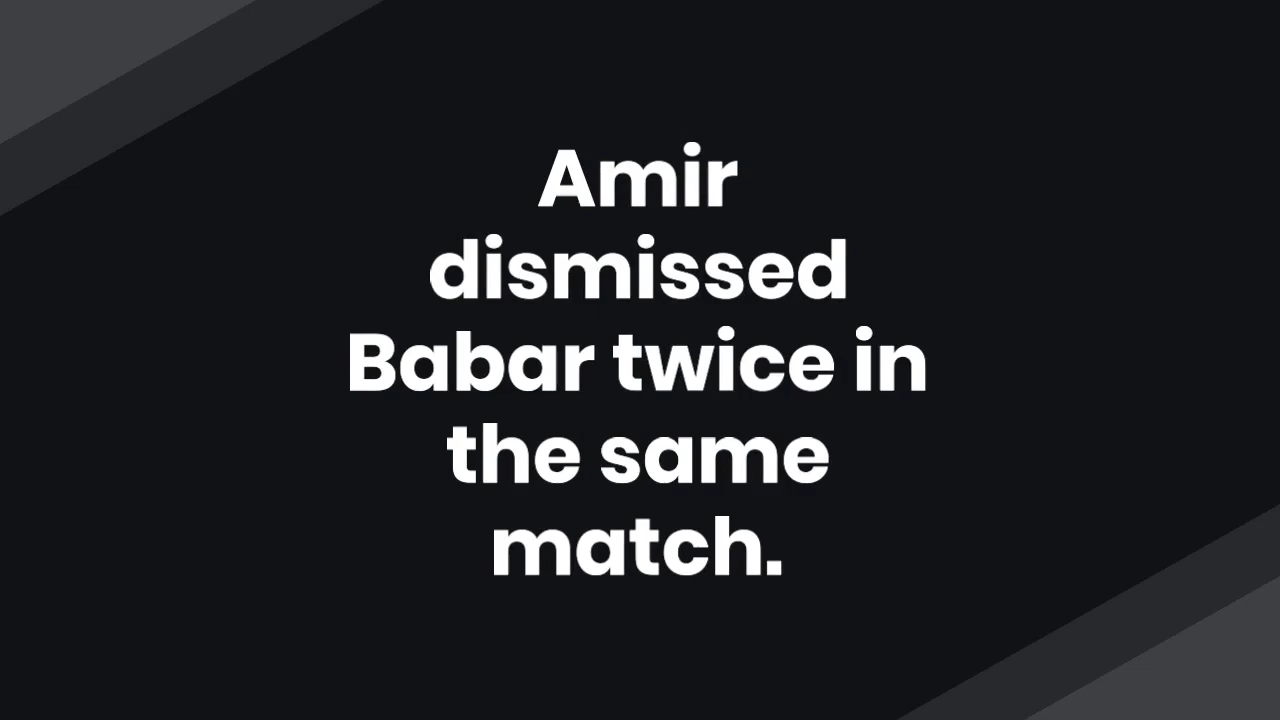 Amir
dismissed
Babar twice in
the same
match.